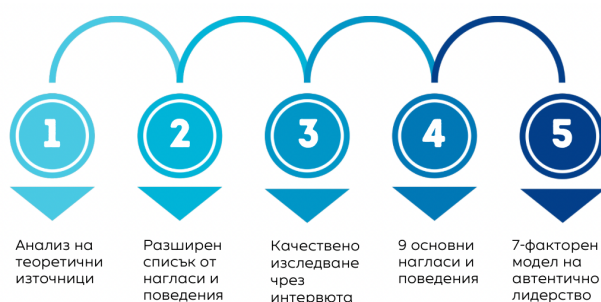 1
2
3
4
5
Анализ на
теоретични
източници
Разширен
списък от
нагласи и
поведения
Качествено
изследване
чрез
интервюта
9 основни
нагласи и
поведения
7-факторен
модел на
автентично
лидерство